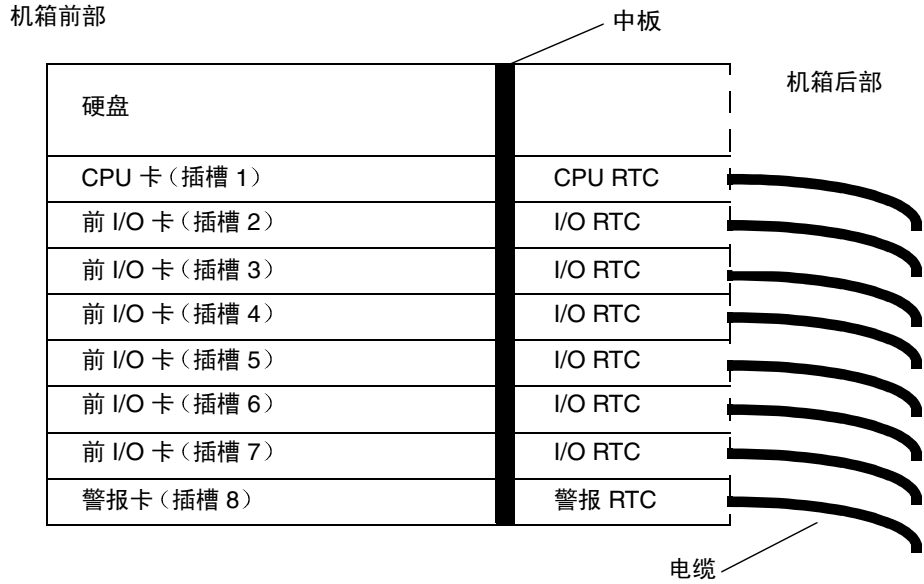 机箱前部
中板
机箱后部
硬盘
CPU 卡（插槽 1） CPU RTC
前 I/O 卡（插槽 2） I/O RTC
前 I/O 卡（插槽 3） I/O RTC
前 I/O 卡（插槽 4） I/O RTC
前 I/O 卡（插槽 5） I/O RTC
前 I/O 卡（插槽 6） I/O RTC
前 I/O 卡（插槽 7） I/O RTC
警报卡（插槽 8） 警报 RTC
电缆